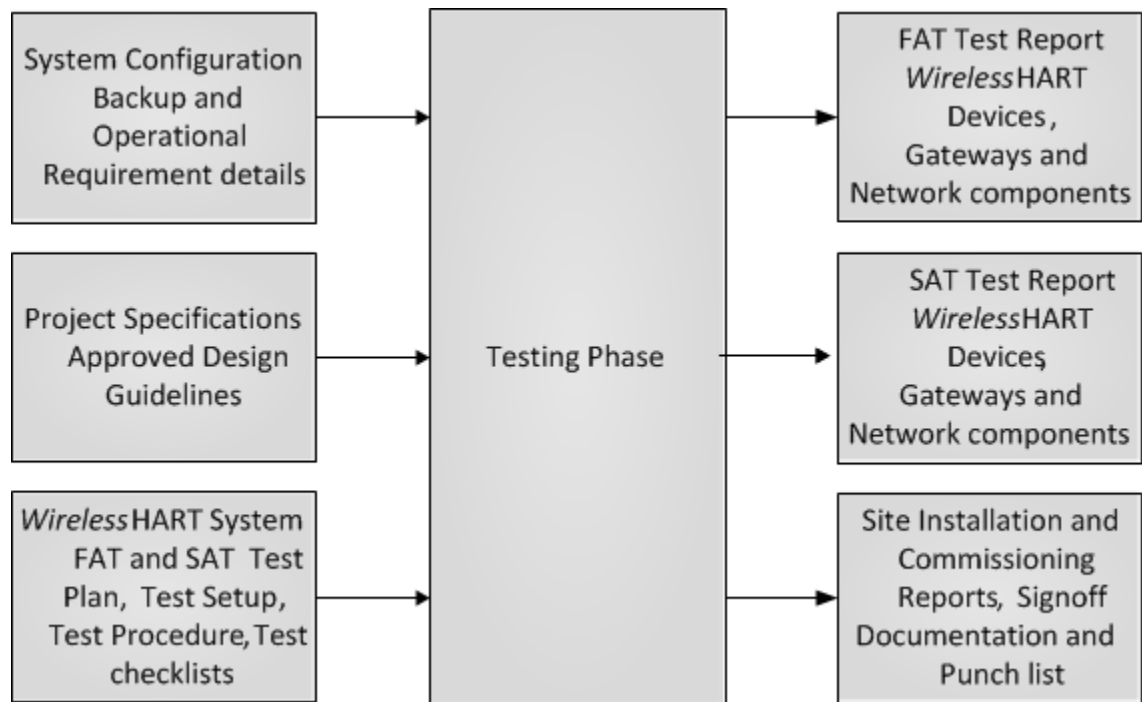 System Configuration
Backup and
Operational
Requirement details
Project Specifications
Approved Design
Guidelines
WirelessHART System
FAT and SAT Test
Plan, Test Setup,
Test Procedure, Test
checklists
Testing Phase
FAT Test Report
WirelessHART
Devices,
Gateways and
Network components
SAT Test Report
WirelessHART
Devices,
Gateways and
Network components
Site Installation and
Commissioning
Reports, Signoff
Documentation and
Punch list